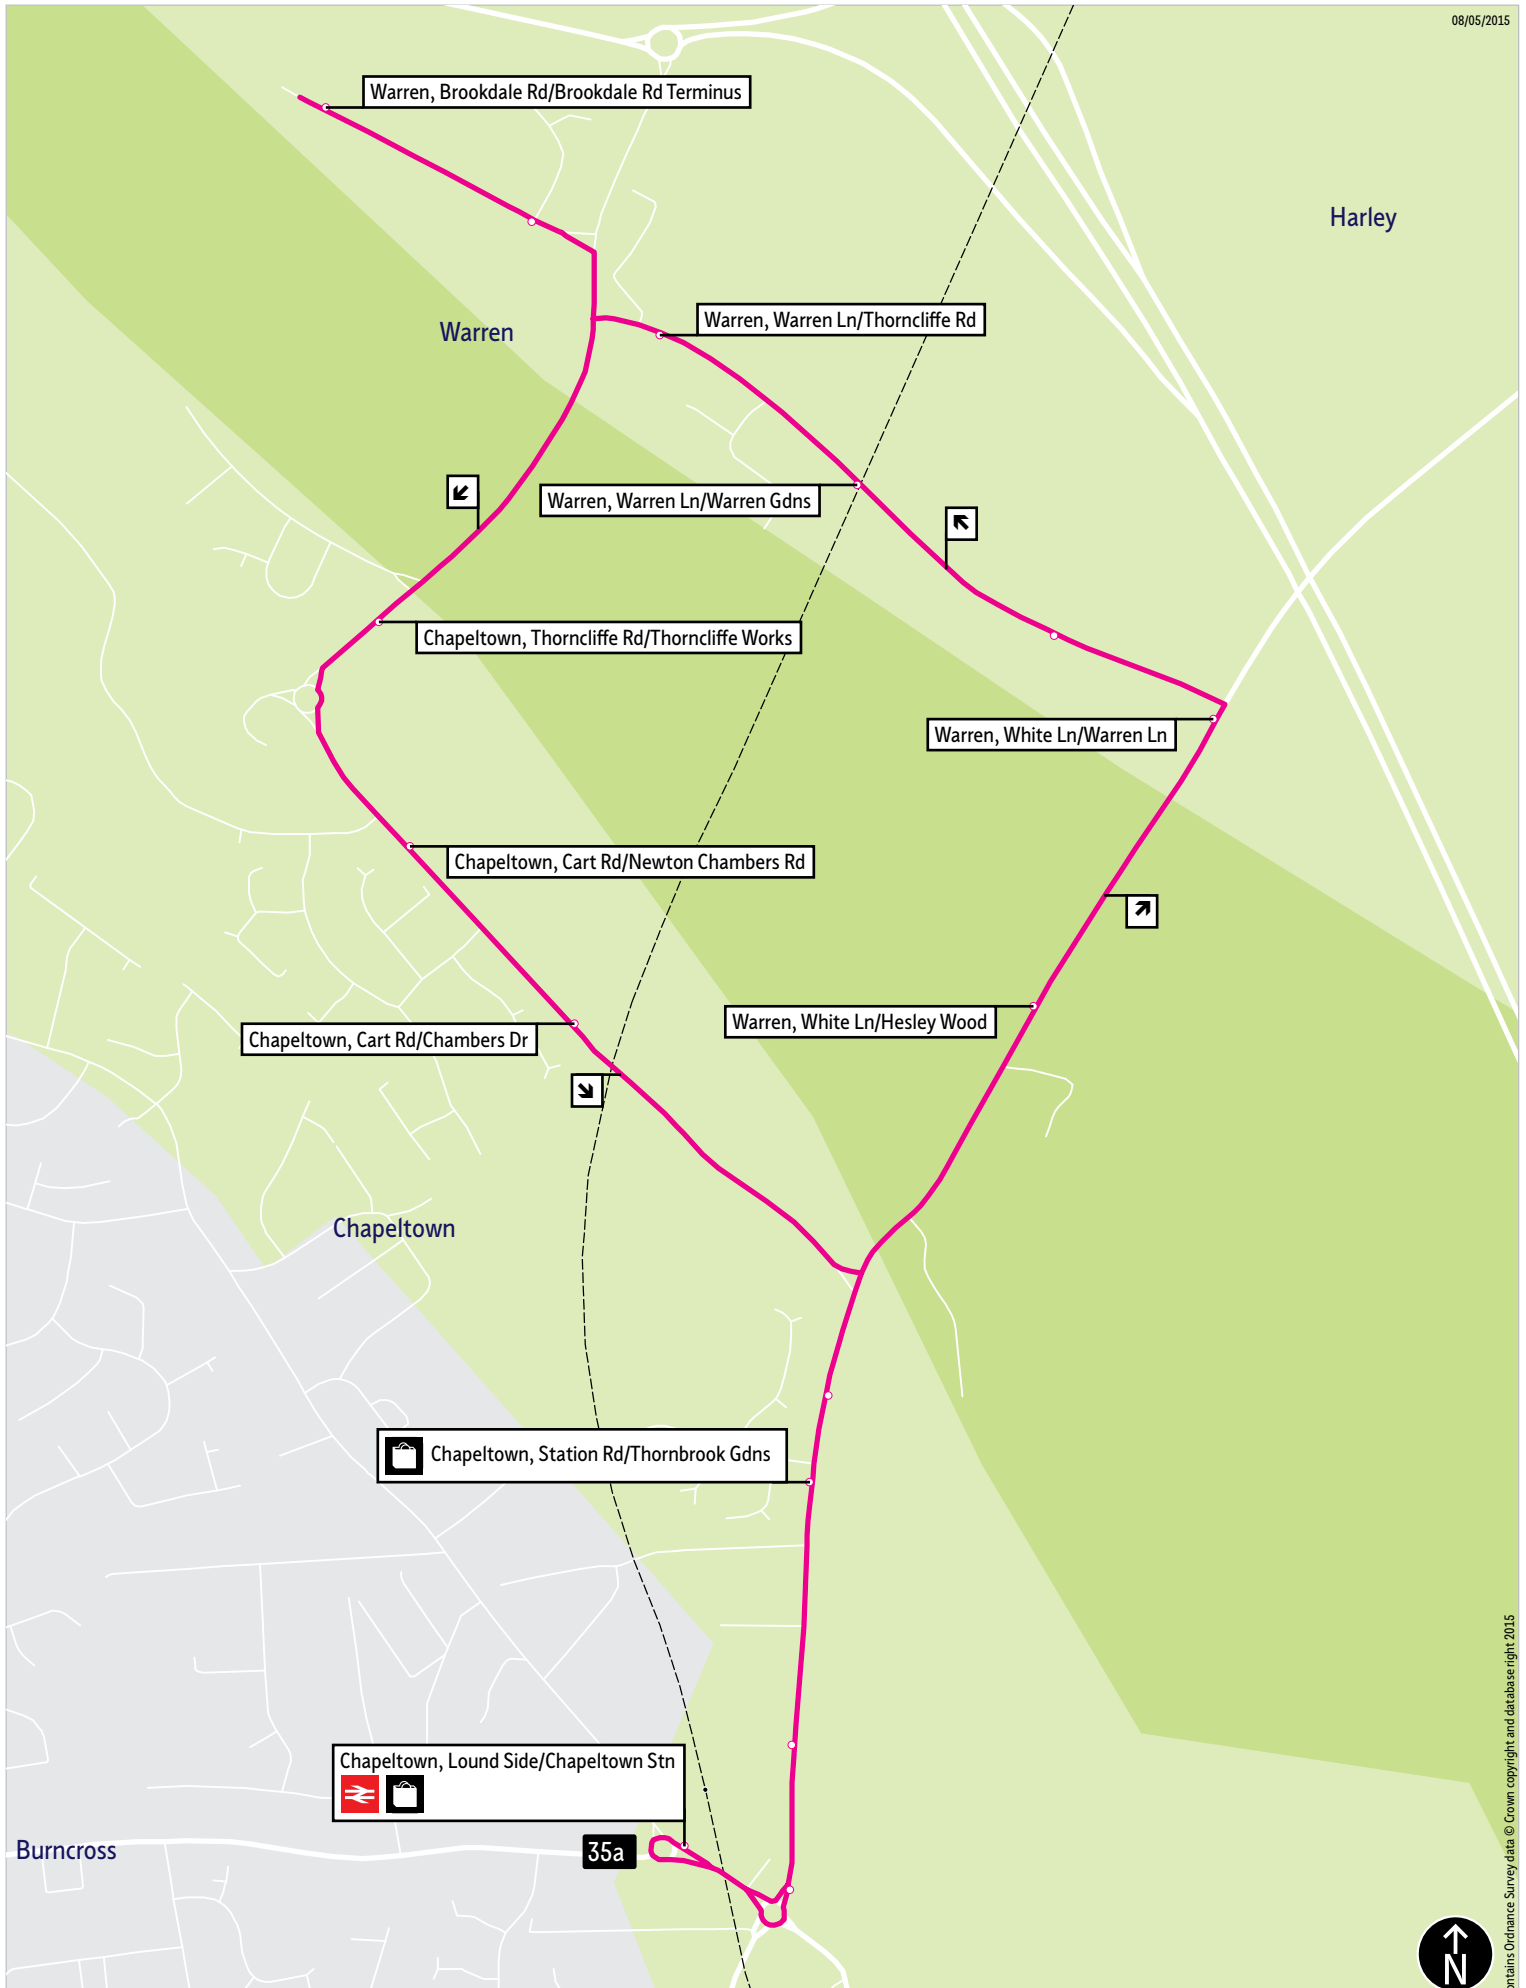 08/05/2015
Warren, Brookdale Rd/Brookdale Rd Terminus
Harley
Warren, Warren Ln/Thorncliffe Rd
Warren
Warren, Warren Ln/Warren Gdns
Chapeltown, Thorncliffe Rd/Thorncliffe Works
Warren, White Ln/Warren Ln
Chapeltown, Cart Rd/Newton Chambers Rd
Warren, White Ln/Hesley Wood
Chapeltown, Cart Rd/Chambers Dr
Chapeltown
Chapeltown, Station Rd/Thornbrook Gdns
Chapeltown, Lound Side/Chapeltown Stn
Burncross
35a
N
ntains Ordnance Survey data © Crown copyright and database right 2015